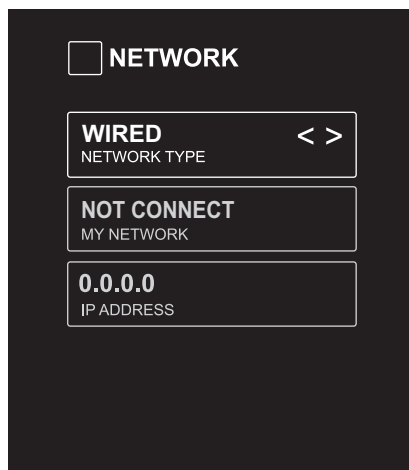 NETWORK
WIRED < >
NETWORK TYPE
NOT CONNECT
MY NETWORK
0.0.0.0
IP ADDRESS